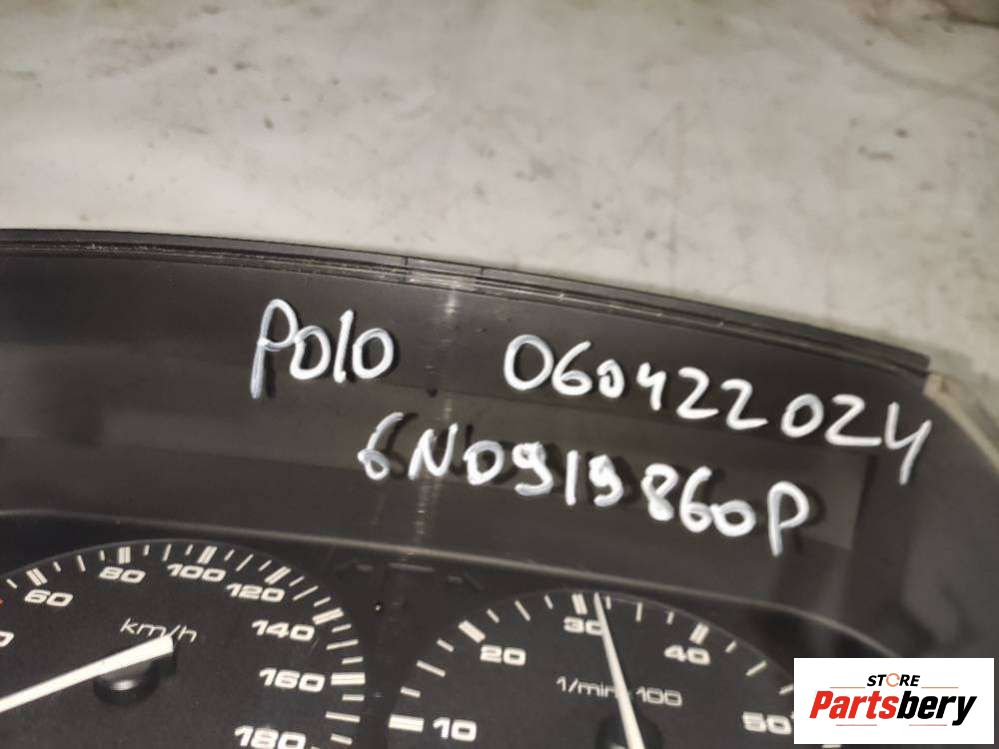 POLO 060422024
6N0919860P
60 80 100 120 140 160 180
km/h
10 20 30 40 50
1/min 100
STORE
Partsbery